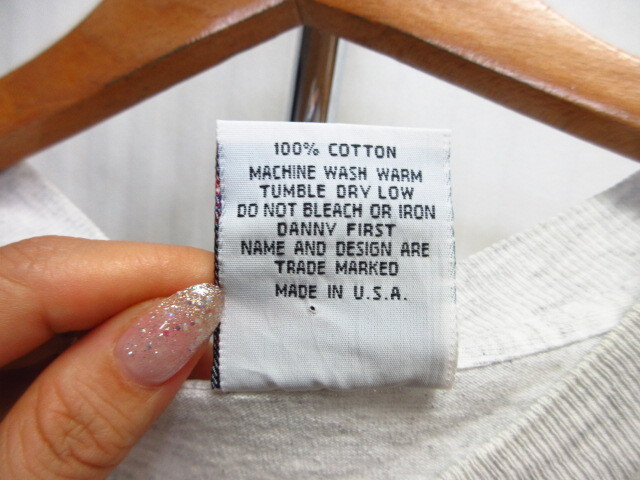 100% COTTON
MACHINE WASH WARM
TUMBLE DRY LOW
DO NOT BLEACH OR IRON
DANNY FIRST
NAME AND DESIGN ARE
TRADE MARKED
MADE IN U.S.A.